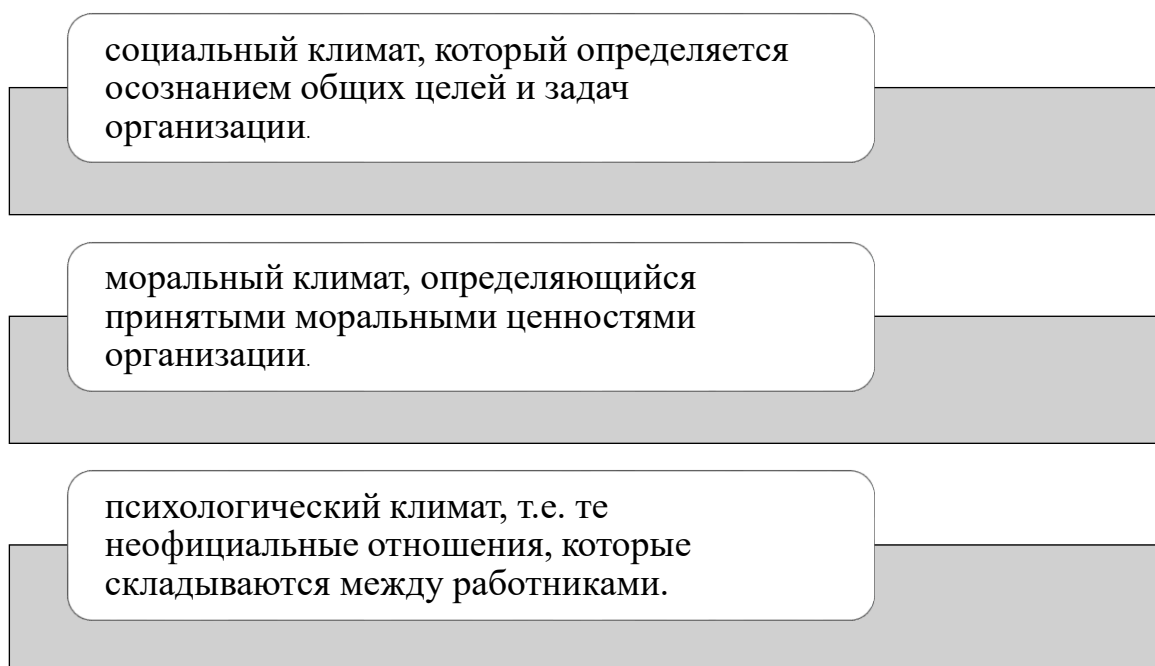 социальный климат, который определяется
осознанием общих целей и задач
организации.
моральный климат, определяющийся
принятыми моральными ценностями
организации.
психологический климат, т.е. те
неофициальные отношения, которые
складываются между работниками.